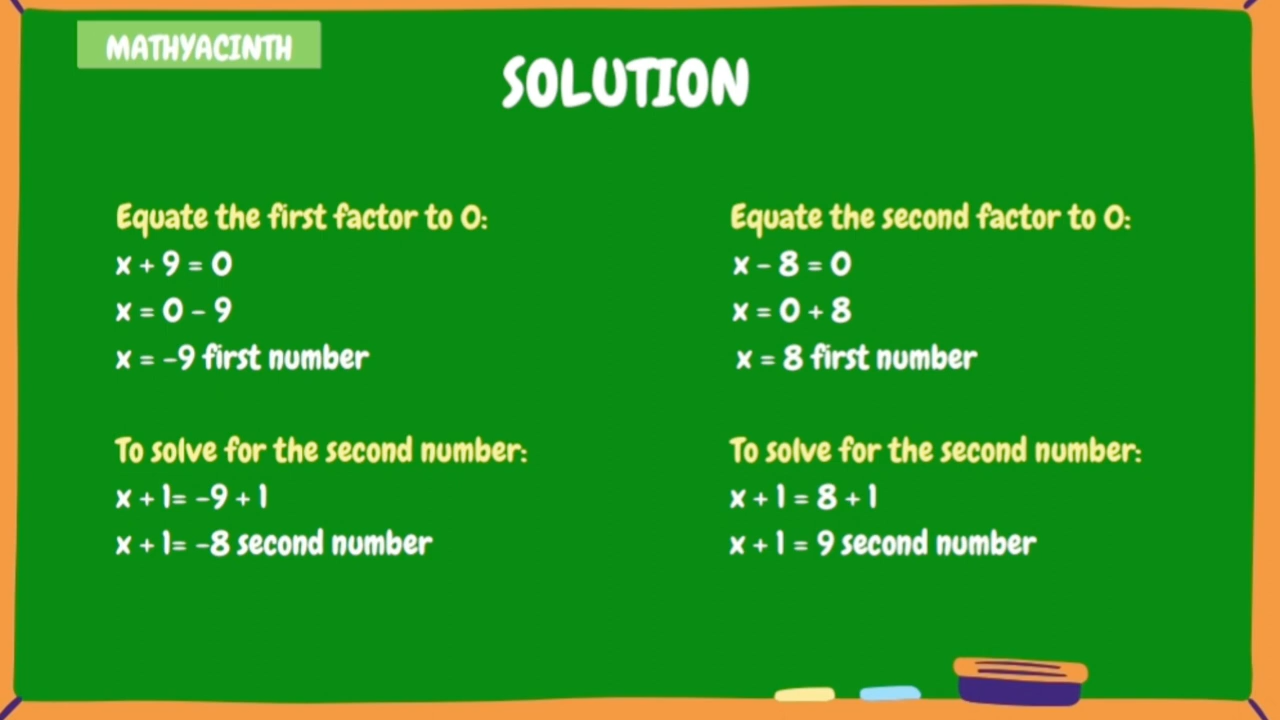 MATHYACINTH
SOLUTION
Equate the first factor to 0:
x + 9 = 0
x = 0 - 9
x = -9 first number
To solve for the second number:
x + 1= -9 + 1
x + 1= -8 second number
Equate the second factor to 0:
x - 8 = 0
x = 0 + 8
x = 8 first number
To solve for the second number:
x + 1 = 8 + 1
x + 1 = 9 second number